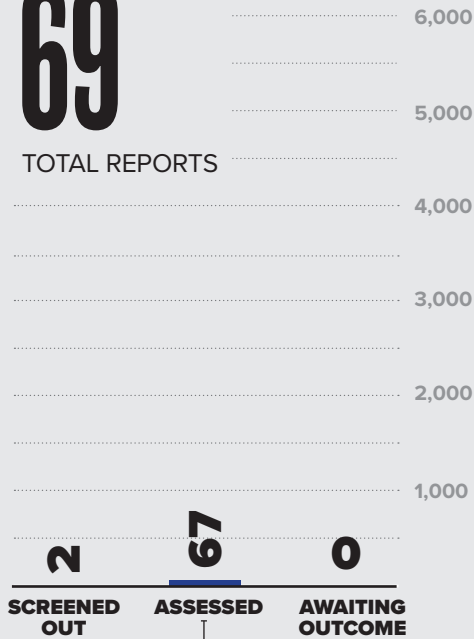 69
TOTAL REPORTS
6,000
5,000
4,000
3,000
2,000
1,000
2
67
0
SCREENED OUT
ASSESSED
AWAITING OUTCOME